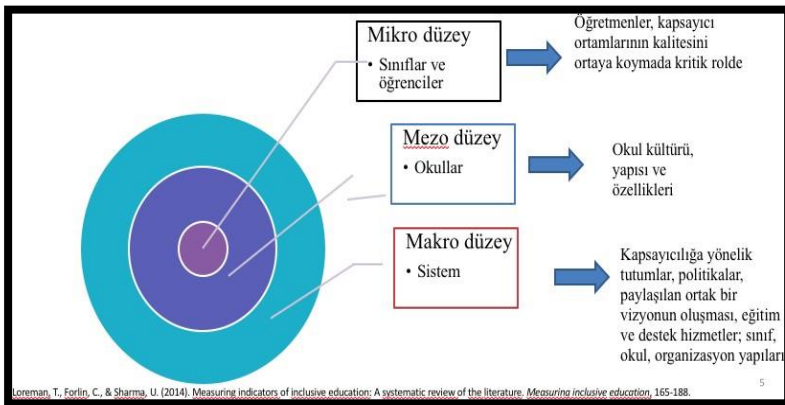 Mikro düzey
• Sınıflar ve
öğrenciler
Öğretmenler, kapsayıcı
ortamlarının kalitesini
ortaya koymada kritik rolde
Mezo düzey
• Okullar
Okul kültürü,
yapısı ve
özellikleri
Makro düzey
• Sistem
Kapsayıcılığa yönelik
tutumlar, politikalar,
paylaşılan ortak bir
vizyonun oluşması, eğitim
ve destek hizmetler; sınıf,
okul, organizasyon yapıları
Loreman, T., Forlin, C., & Sharma, U. (2014). Measuring indicators of inclusive education: A systematic review of the literature. Measuring inclusive education, 165-188.
5